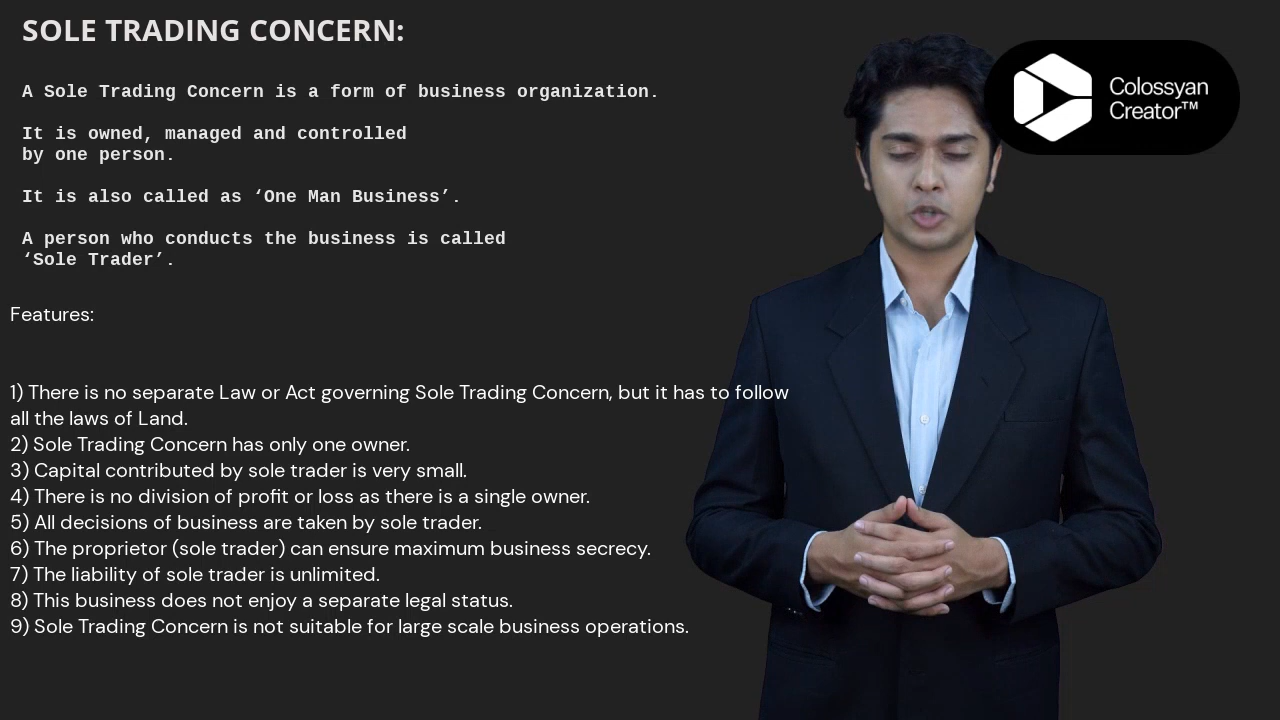 SOLE TRADING CONCERN:
A Sole Trading Concern is a form of business organization.
It is owned, managed and controlled
by one person.
It is also called as ‘One Man Business’.
A person who conducts the business is called
‘Sole Trader’.
Features:
1) There is no separate Law or Act governing Sole Trading Concern, but it has to follow
all the laws of Land.
2) Sole Trading Concern has only one owner.
3) Capital contributed by sole trader is very small.
4) There is no division of profit or loss as there is a single owner.
5) All decisions of business are taken by sole trader.
6) The proprietor (sole trader) can ensure maximum business secrecy.
7) The liability of sole trader is unlimited.
8) This business does not enjoy a separate legal status.
9) Sole Trading Concern is not suitable for large scale business operations.
Colossyan
Creator™